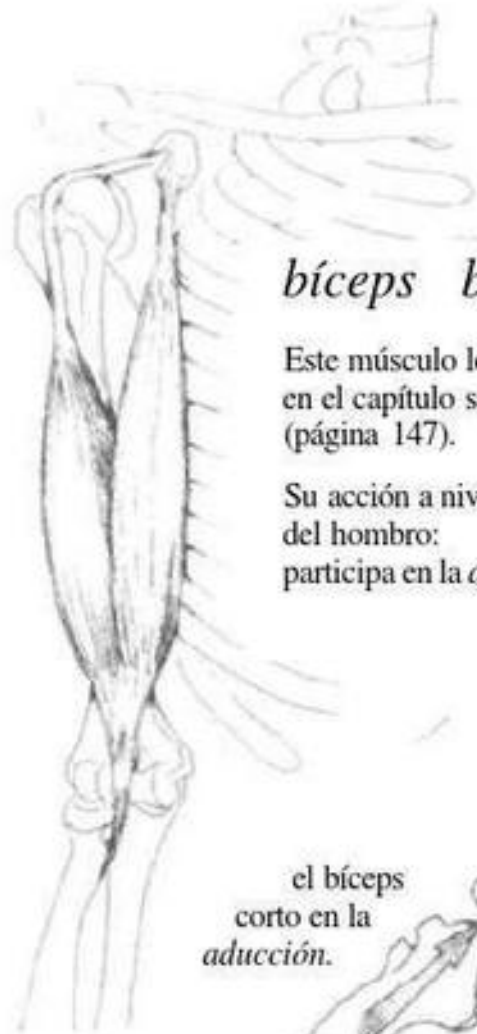 bíceps
Este músculo
en el capítulo
(página 147).
Su acción a
del hombro:
participa en la
el bíceps
corto en la
aducción.